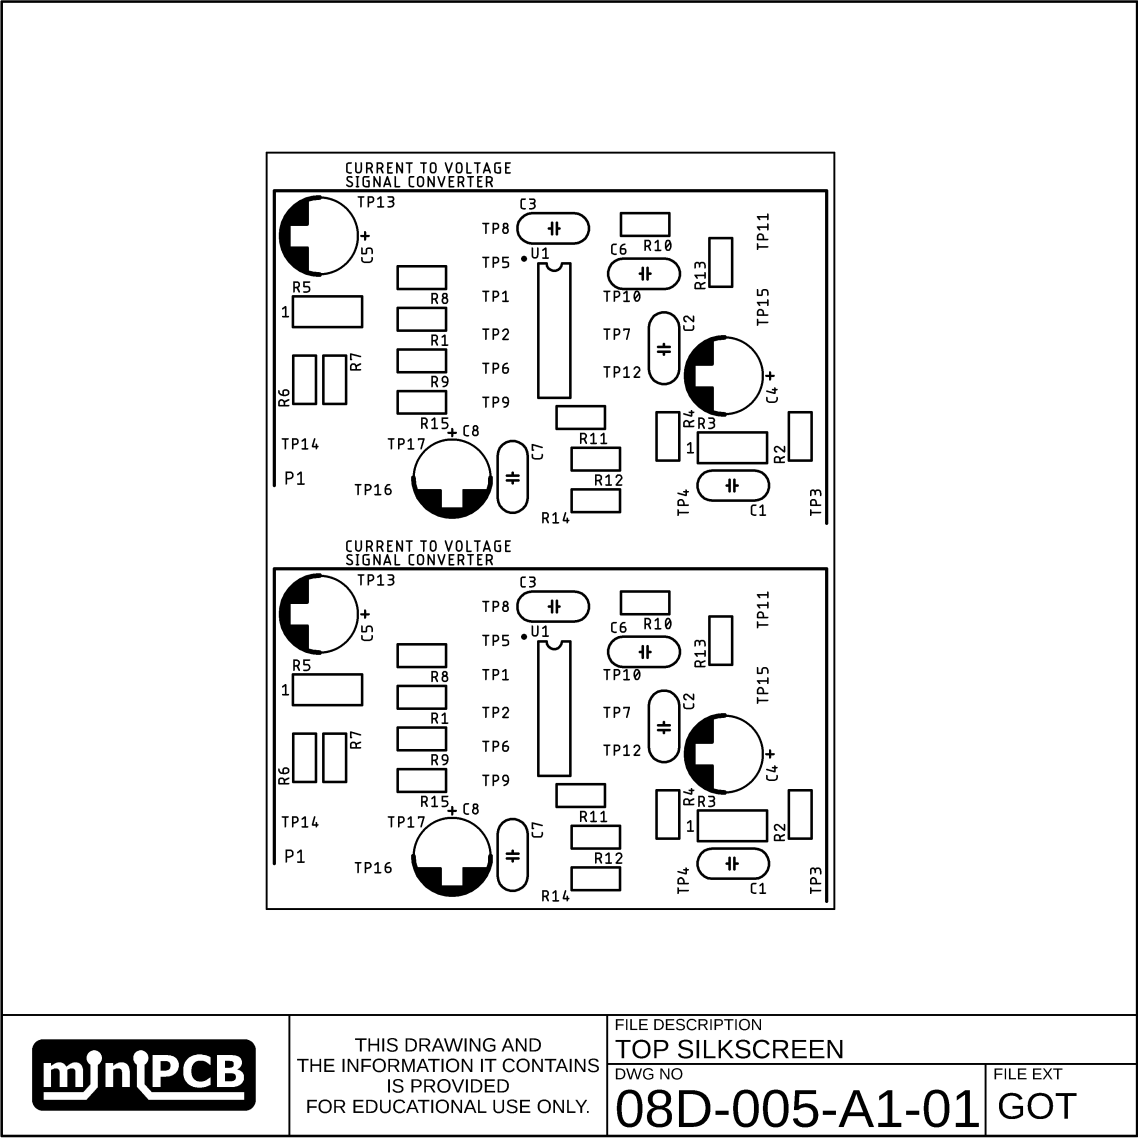 CURRENT TO VOLTAGE
SIGNAL CONVERTER
TP13
C3
TP8
TP11
C5 +
U1
C6
R10
TP5
R13
R5
R8
TP1
TP10
TP15
1
R1
TP2
TP7
C2
R7
TP6
TP12
+
R6
R9
C4
TP9
R15
+ C8
R4
R3
TP14
TP17
C7
R11
1
R2
P1
TP16
R12
TP4
TP3
R14
C1
CURRENT TO VOLTAGE
SIGNAL CONVERTER
TP13
C3
TP8
TP11
C5 +
U1
C6
R10
TP5
R13
R5
R8
TP1
TP10
TP15
1
R1
TP2
TP7
C2
R7
TP6
TP12
+
R6
R9
C4
TP9
R15
+ C8
R4
R3
TP14
TP17
C7
R11
1
R2
P1
TP16
R12
TP4
TP3
R14
C1
miniPCB
THIS DRAWING AND
THE INFORMATION IT CONTAINS
IS PROVIDED
FOR EDUCATIONAL USE ONLY.
FILE DESCRIPTION
TOP SILKSCREEN
DWG NO
08D-005-A1-01
FILE EXT
GOT